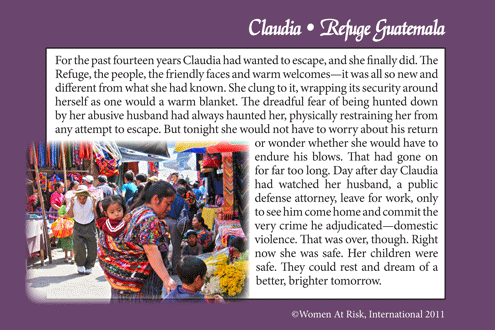 Claudia • Refuge Guatemala
For the past fourteen years Claudia had wanted to escape, and she finally did. The
Refuge, the people, the friendly faces and warm welcomes—it was all so new and
different from what she had known. She clung to it, wrapping its security around
herself as one would a warm blanket. The dreadful fear of being hunted down
by her abusive husband had always haunted her, physically restraining her from
any attempt to escape. But tonight she would not have to worry about his return
or wonder whether she would have to
endure his blows. That had gone on
for far too long. Day after day Claudia
had watched her husband, a public
defense attorney, leave for work, only
to see him come home and commit the
very crime he adjudicated—domestic
violence. That was over, though. Right
now she was safe. Her children were
safe. They could rest and dream of a
better, brighter tomorrow.
©Women At Risk, International 2011